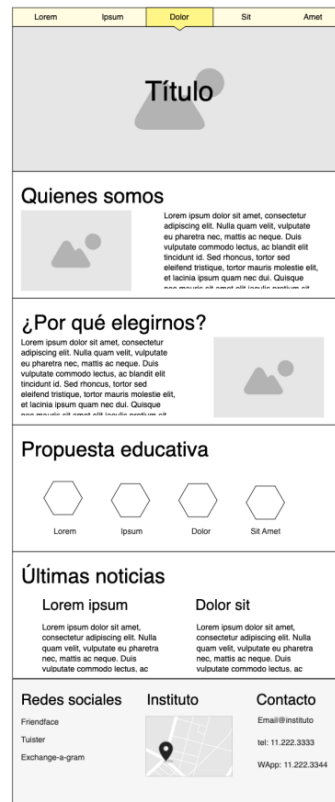 Lorem Ipsum Dolor Sit Amet
Título
Quienes somos
Lorem ipsum dolor sit amet, consectetur
adipiscing elit. Nulla quam velit, vulputate
eu pharetra nec, mattis ac neque. Duis
vulputate commodo lectus, ac blandit elit
tincidunt id. Sed rhoncus, tortor sed
eleifend tristique, tortor mauris molestie elit,
et lacinia ipsum quam nec dui. Quisque
¿Por qué elegirnos?
Lorem ipsum dolor sit amet, consectetur
adipiscing elit. Nulla quam velit, vulputate
eu pharetra nec, mattis ac neque. Duis
vulputate commodo lectus, ac blandit elit
tincidunt id. Sed rhoncus, tortor sed
eleifend tristique, tortor mauris molestie elit,
et lacinia ipsum quam nec dui. Quisque
Propuesta educativa
Lorem Ipsum Dolor Sit Amet
Últimas noticias
Lorem ipsum
Lorem ipsum dolor sit amet,
consectetur adipiscing elit. Nulla
quam velit, vulputate eu pharetra
nec, mattis ac neque. Duis
vulputate commodo lectus, ac
Dolor sit
Lorem ipsum dolor sit amet,
consectetur adipiscing elit. Nulla
quam velit, vulputate eu pharetra
nec, mattis ac neque. Duis
vulputate commodo lectus, ac
Redes sociales
Friendface
Tuister
Exchange-a-gram
Instituto
Contacto
Email@instituto
tel: 11.222.3333
WApp: 11.222.3344